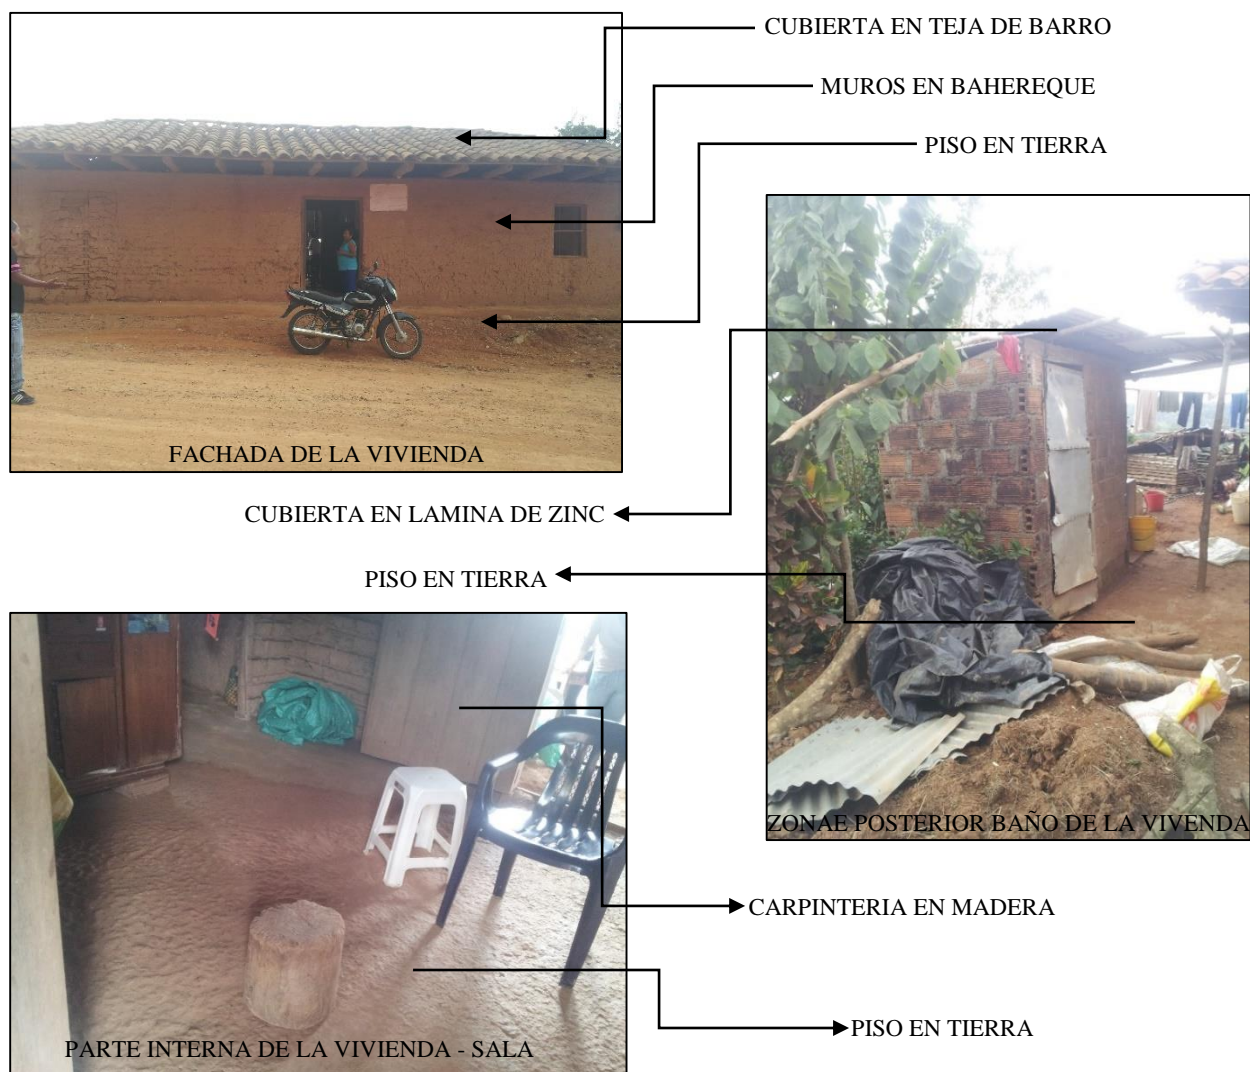 CUBIERTA EN TEJA DE BARRO
MUROS EN BAHEREQUE
PISO EN TIERRA
FACHADA DE LA VIVIENDA
CUBIERTA EN LAMINA DE ZINC
PISO EN TIERRA
ZONAE POSTERIOR BAÑO DE LA VIVENDA
CARPINTERIA EN MADERA
PISO EN TIERRA
PARTE INTERNA DE LA VIVIENDA - SALA